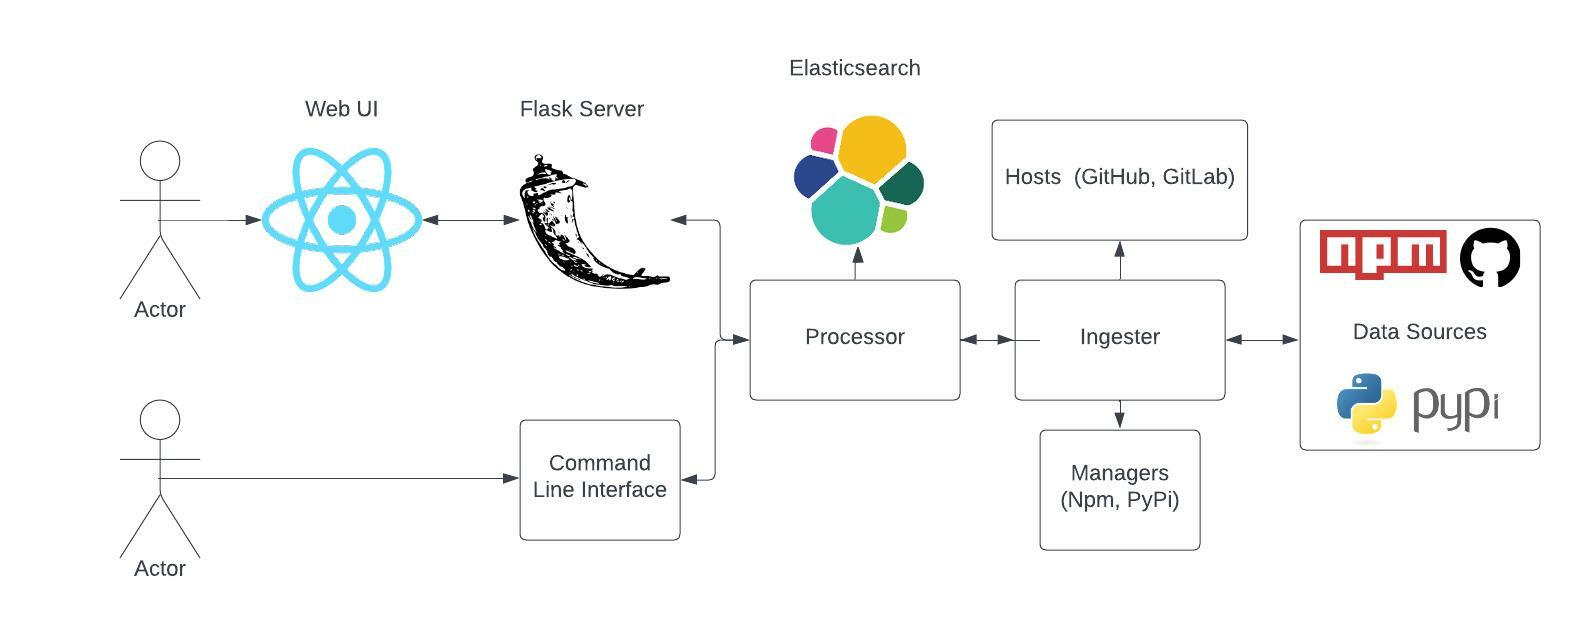 Elasticsearch
Web UI
Flask Server
Hosts (GitHub, GitLab)
npm
Actor
Processor
Ingester
Data Sources
pypi
Command
Line Interface
Managers
(Npm, PyPi)
Actor